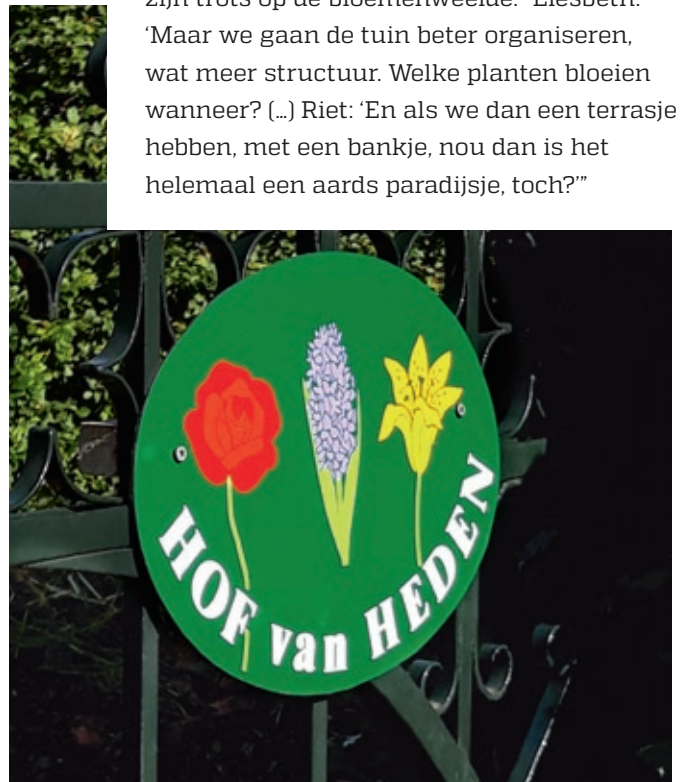 ‘Maar we gaan de tuin beter organiseren,
wat meer structuur. Welke planten bloeien
wanneer? (…) Riet: ‘En als we dan een terrasje
hebben, met een bankje, nou dan is het
helemaal een aards paradijsje, toch?’”
HOF van HEDEN